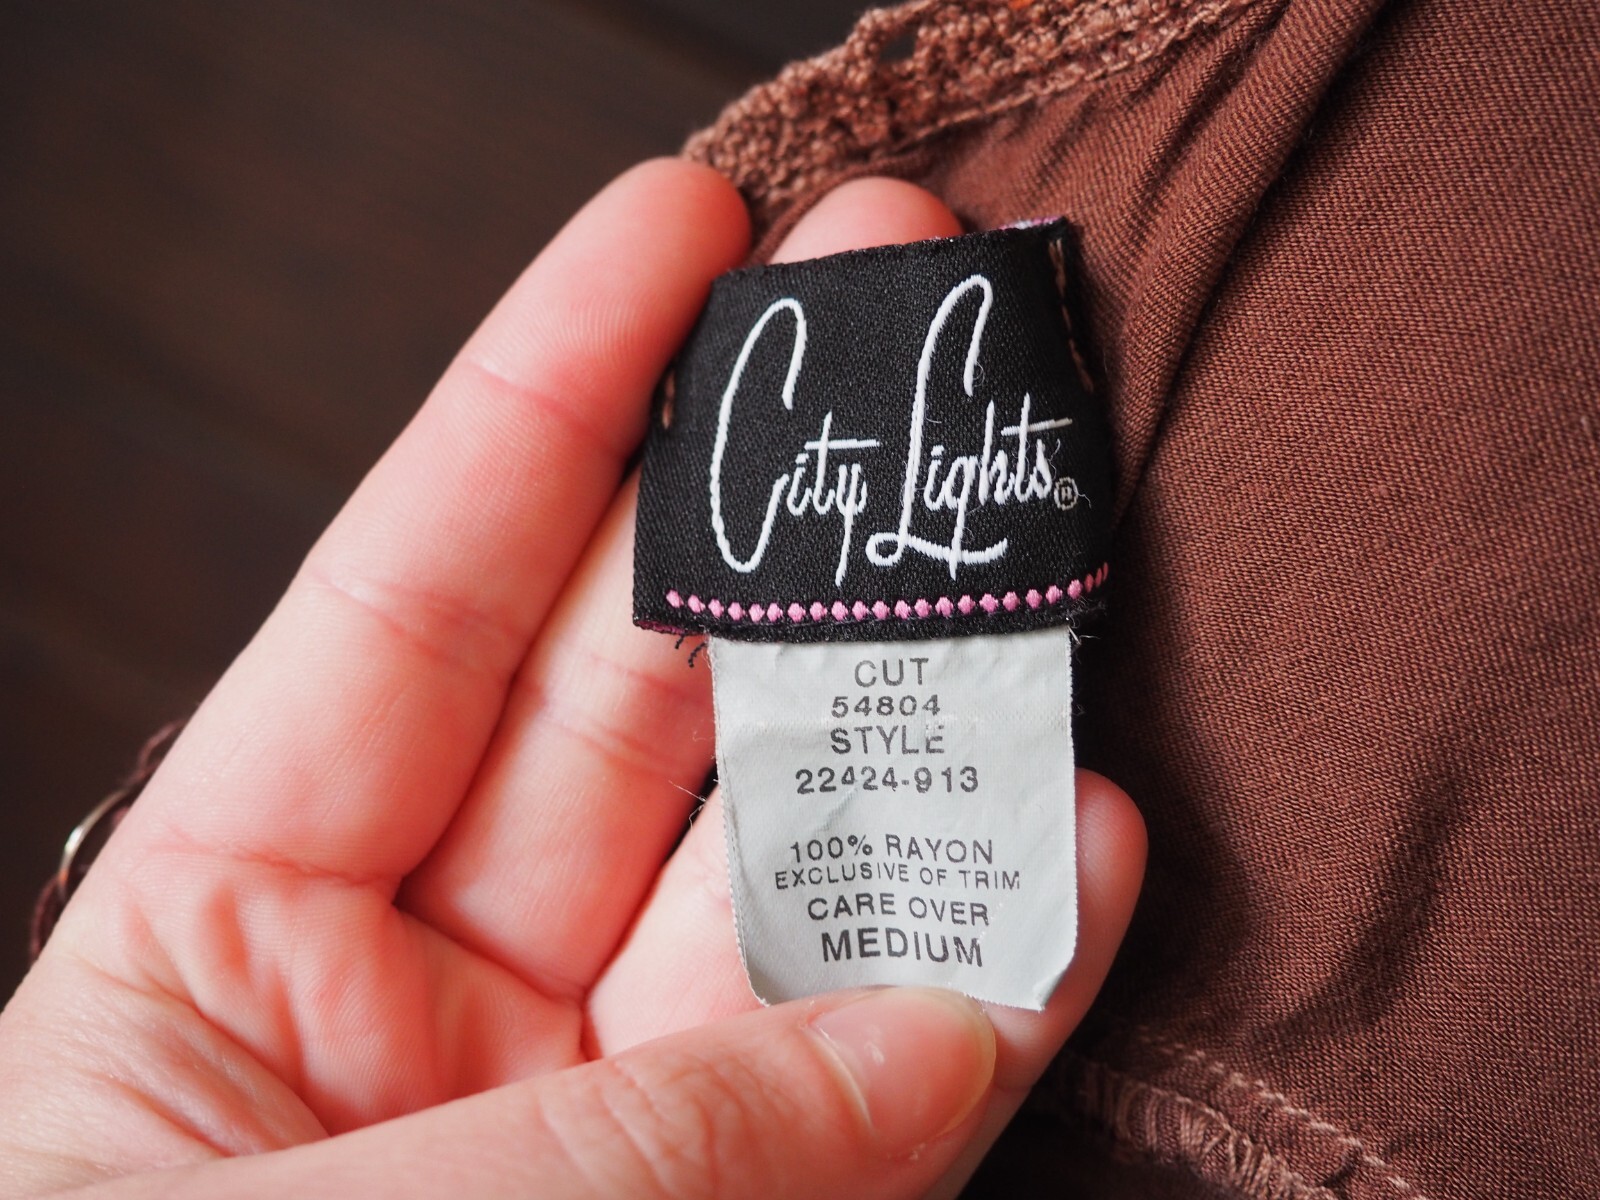 City Lights®
CUT
54804
STYLE
22424-913
100% RAYON
EXCLUSIVE OF TRIM
CARE OVER
MEDIUM